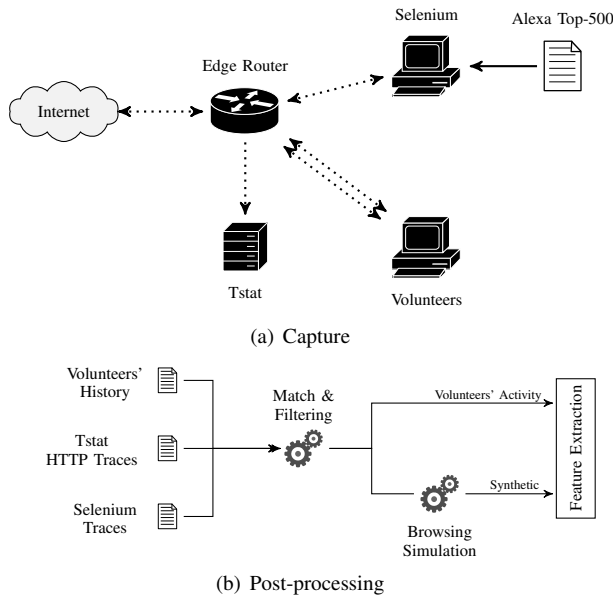 Selenium
Alexa Top-500
Edge Router
Internet
Tstat
Volunteers
(a) Capture
Volunteers'
History
Match &
Filtering
Volunteers' Activity
Tstat
HTTP Traces
Feature Extraction
Synthetic
Selenium
Traces
Browsing
Simulation
(b) Post-processing